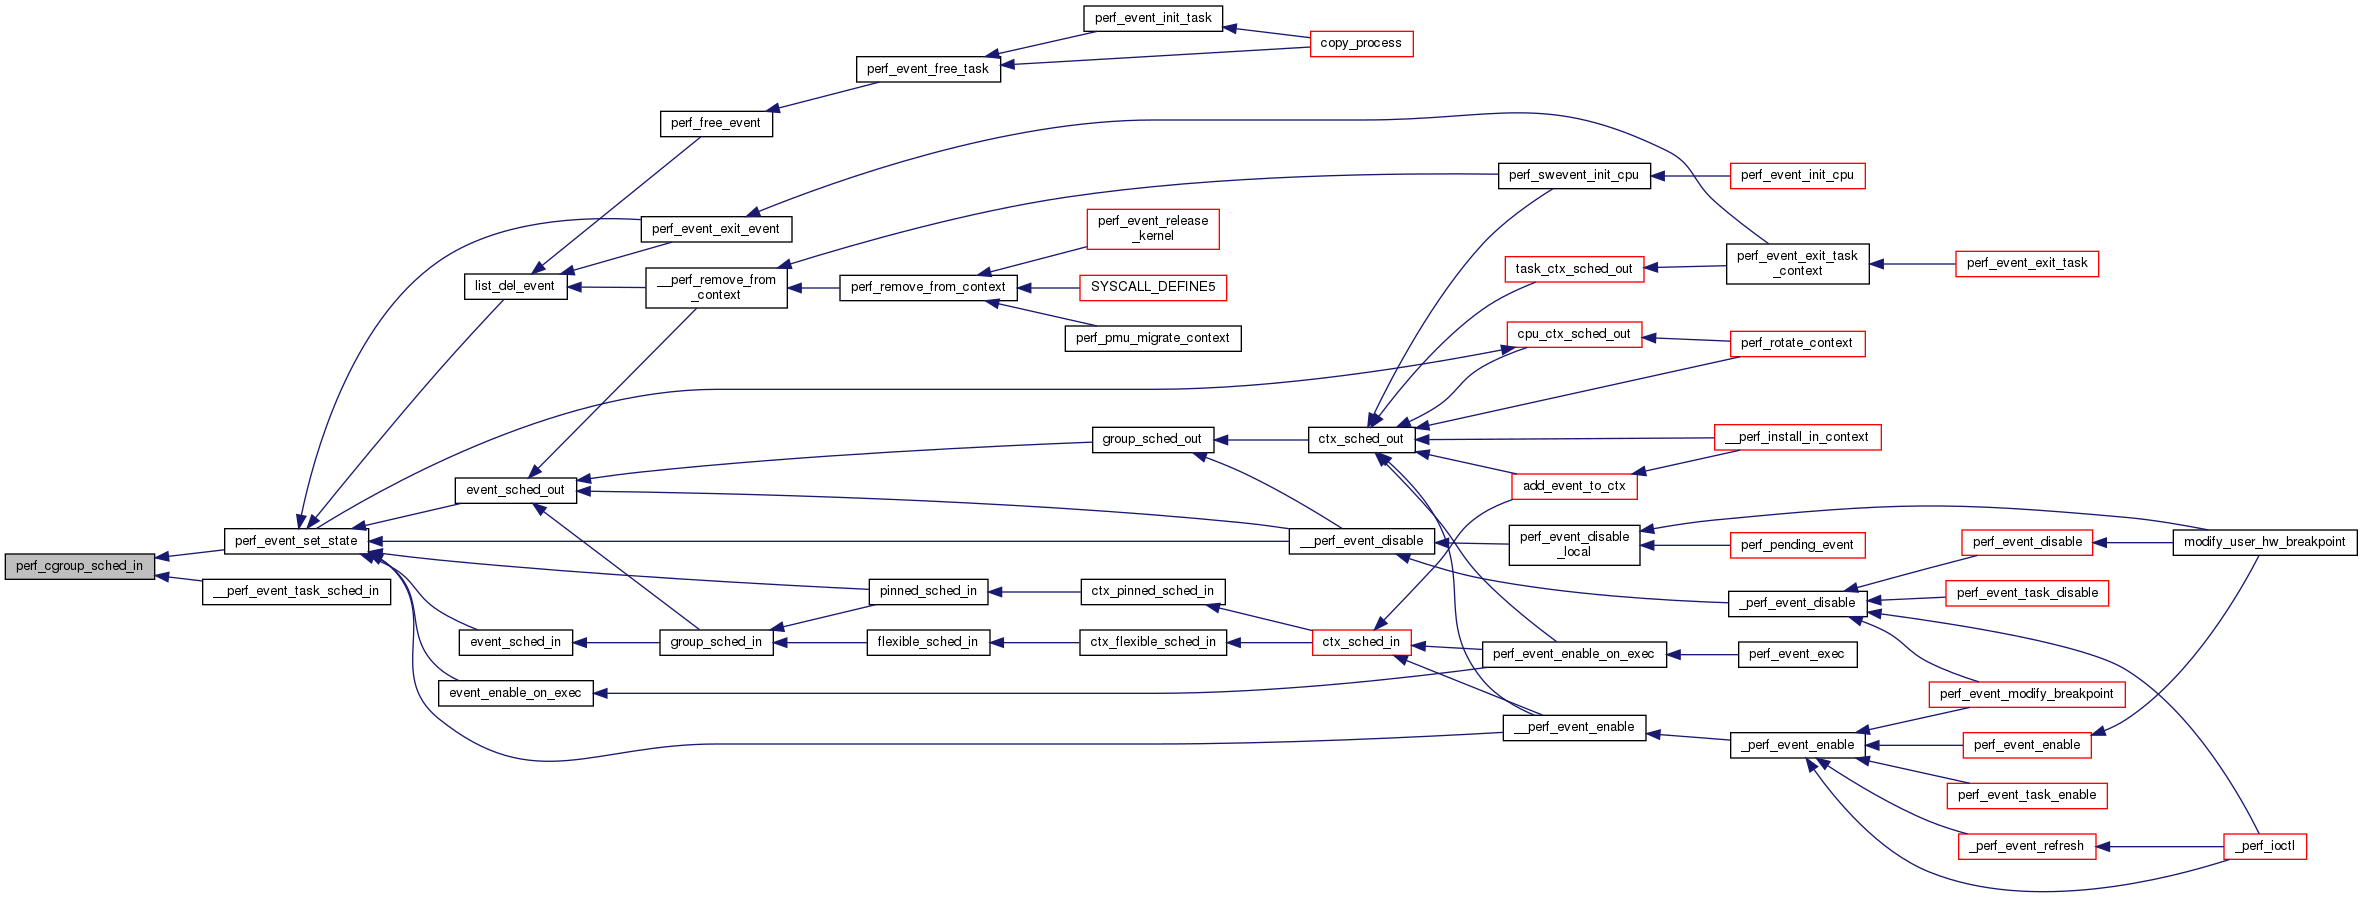 perf_event_init_task
copy_process
perf_event_free_task
perf_free_event
perf_swevent_init_cpu
perf_event_init_cpu
perf_event_release
_kernel
perf_event_exit_event
perf_event_exit_task
_context
perf_event_exit_task
task_ctx_sched_out
list_del_event
__perf_remove_from
_context
perf_remove_from_context
SYSCALL_DEFINE5
perf_pmu_migrate_context
cpu_ctx_sched_out
perf_rotate_context
group_sched_out
ctx_sched_out
__perf_install_in_context
event_sched_out
add_event_to_ctx
perf_event_set_state
__perf_event_disable
perf_event_disable
_local
perf_pending_event
perf_event_disable
modify_user_hw_breakpoint
perf_cgroup_sched_in
__perf_event_task_sched_in
pinned_sched_in
ctx_pinned_sched_in
_perf_event_disable
perf_event_task_disable
event_sched_in
group_sched_in
flexible_sched_in
ctx_flexible_sched_in
ctx_sched_in
perf_event_enable_on_exec
perf_event_exec
event_enable_on_exec
perf_event_modify_breakpoint
__perf_event_enable
_perf_event_enable
perf_event_enable
perf_event_task_enable
_perf_event_refresh
_perf_ioctl